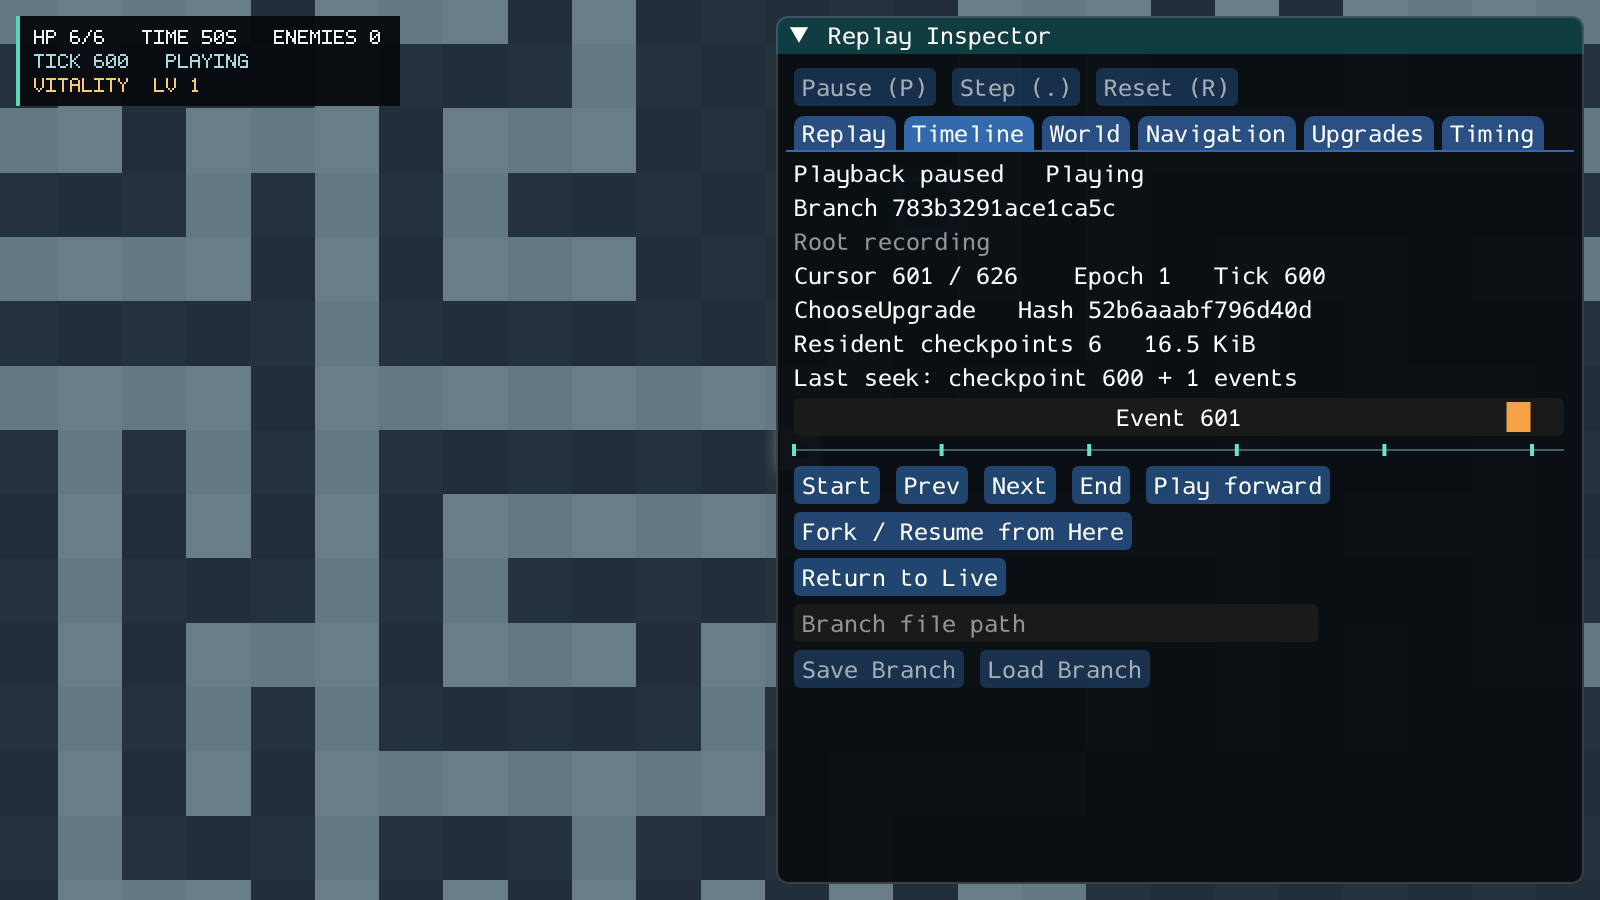 HP 6/6 TIME 50S ENEMIES 0
TICK 600 PLAYING
VITALITY LV 1
Replay Inspector
Pause (P) Step (.) Reset (R)
Replay Timeline World Navigation Upgrades Timing
Playback paused Playing
Branch 783b3291ace1ca5c
Root recording
Cursor 601 / 626 Epoch 1 Tick 600
ChooseUpgrade Hash 52b6aaabf796d40d
Resident checkpoints 6 16.5 KiB
Last seek: checkpoint 600 + 1 events
Event 601
Start Prev Next End Play forward
Fork / Resume from Here
Return to Live
Branch file path
Save Branch Load Branch